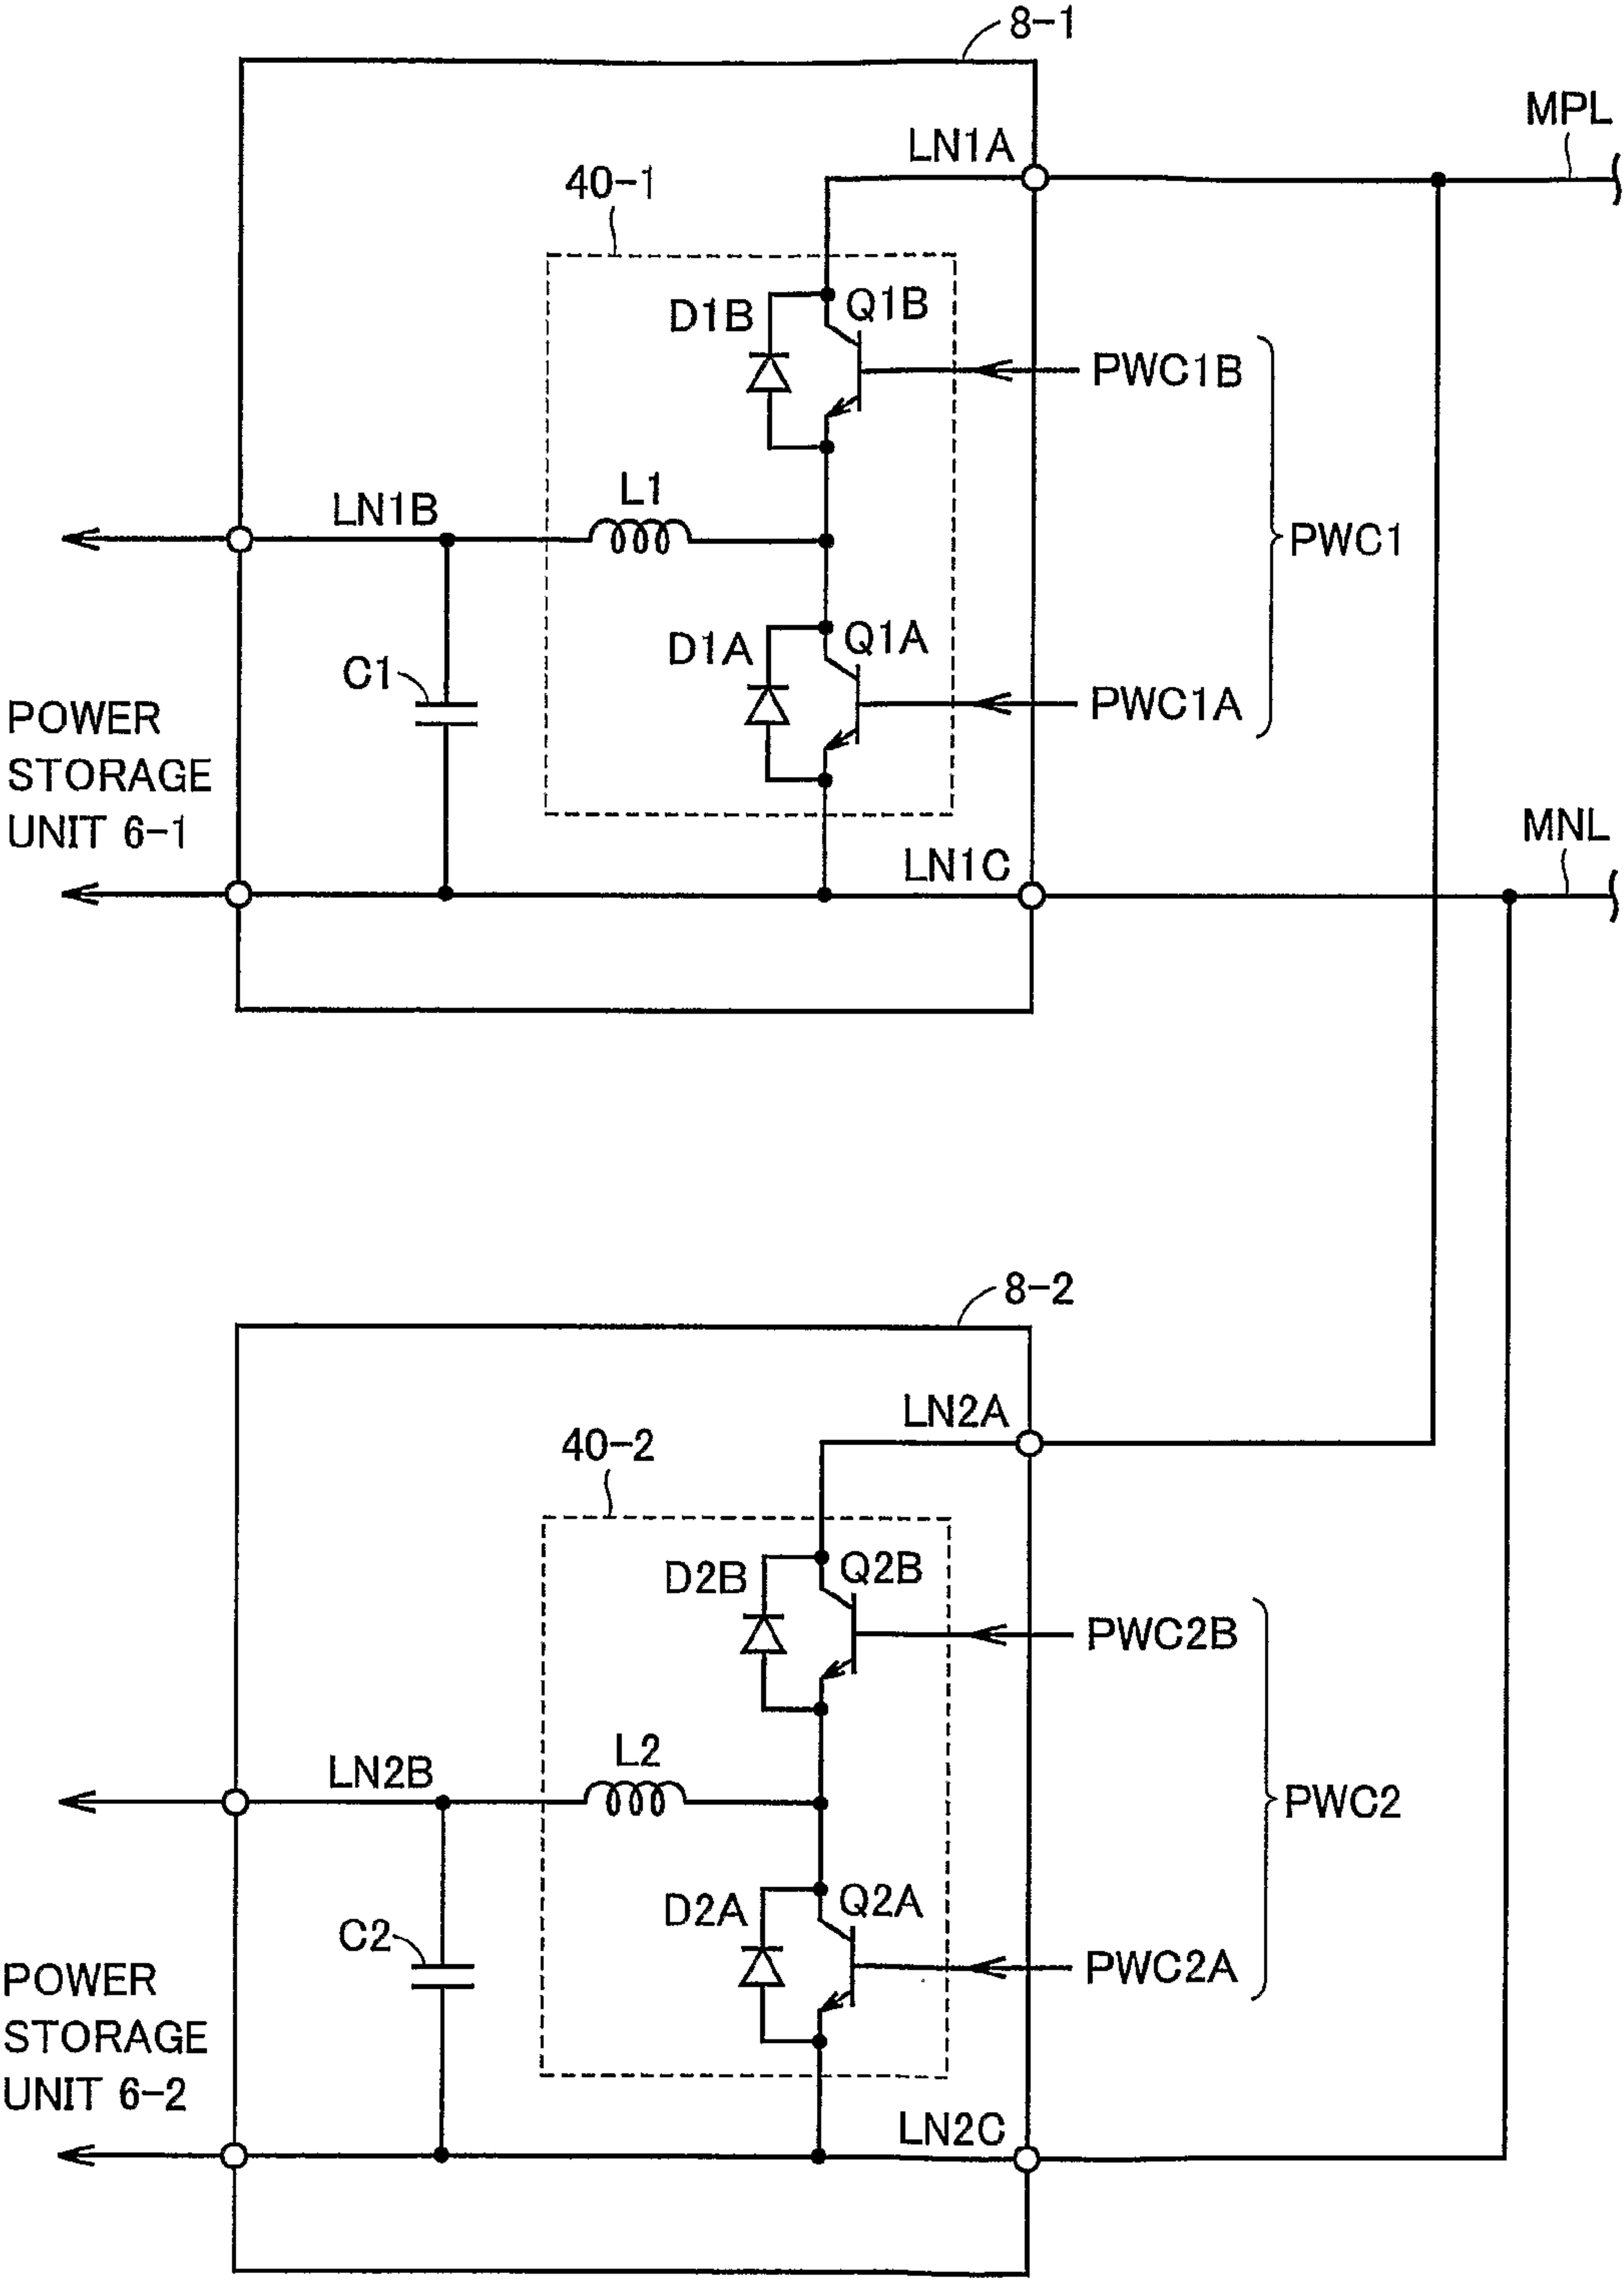 8-1
MPL
LN1A
40-1
D1B
Q1B
PWC1B
L1
LN1B
PWC1
D1A
Q1A
C1
PWC1A
POWER
STORAGE
UNIT 6-1
MNL
LN1C
8-2
LN2A
40-2
D2B
Q2B
PWC2B
L2
LN2B
PWC2
D2A
Q2A
C2
PWC2A
POWER
STORAGE
UNIT 6-2
LN2C